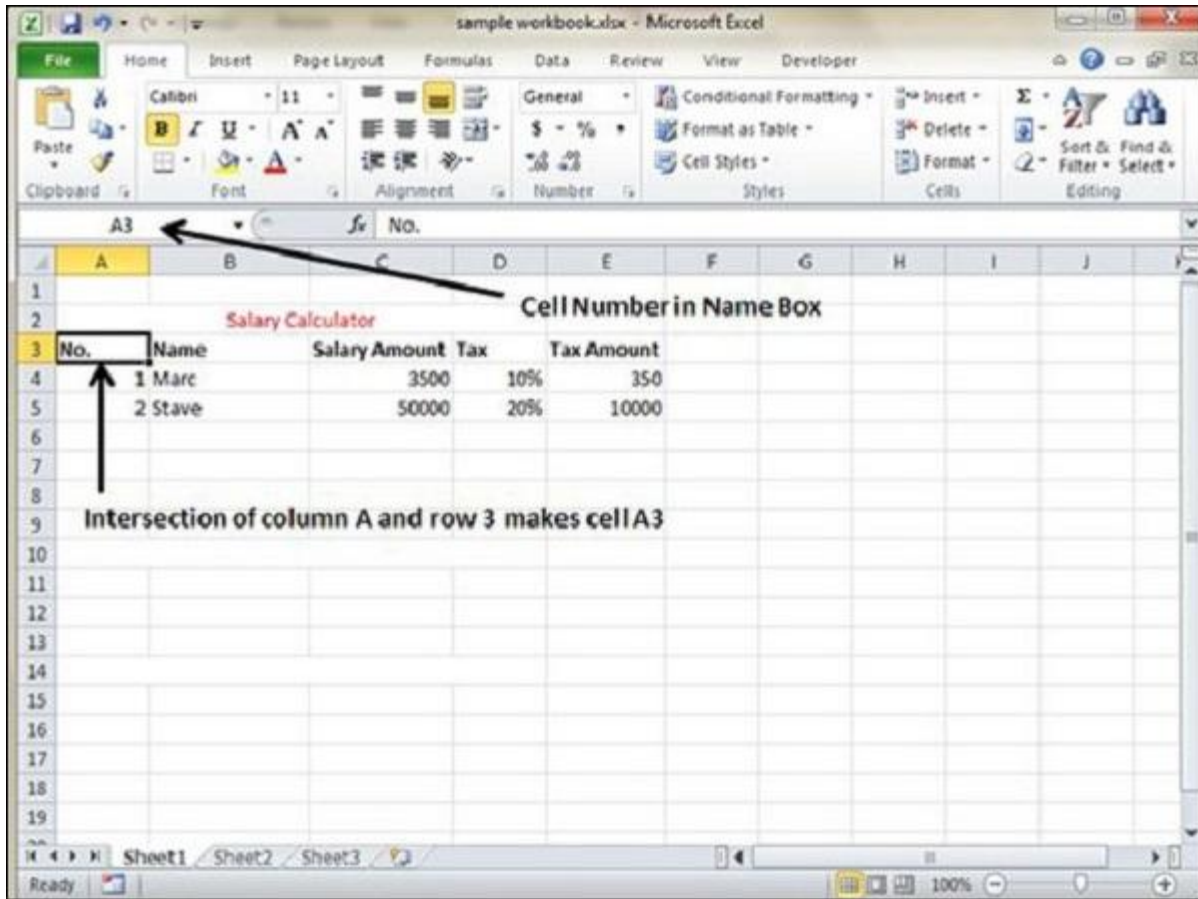 sample workbook.xlsx - Microsoft Excel
File Home Insert Page Layout Formulas Data Review View Developer
Calibri 11 General Conditional Formatting Insert Σ
B I U A A $ % Format as Table Delete
Paste Cell Styles Format Sort & Filter Find & Select
Clipboard Font Alignment Number Styles Cells Editing
A3 fx No.
A B C D E F G H I J K
1
Cell Number in Name Box
2 Salary Calculator
3 No. Name Salary Amount Tax Tax Amount
4 1 Marc 3500 10% 350
5 2 Stave 50000 20% 10000
6
7
8
9 Intersection of column A and row 3 makes cell A3
10
11
12
13
14
15
16
17
18
19
Sheet1 Sheet2 Sheet3
Ready 100%